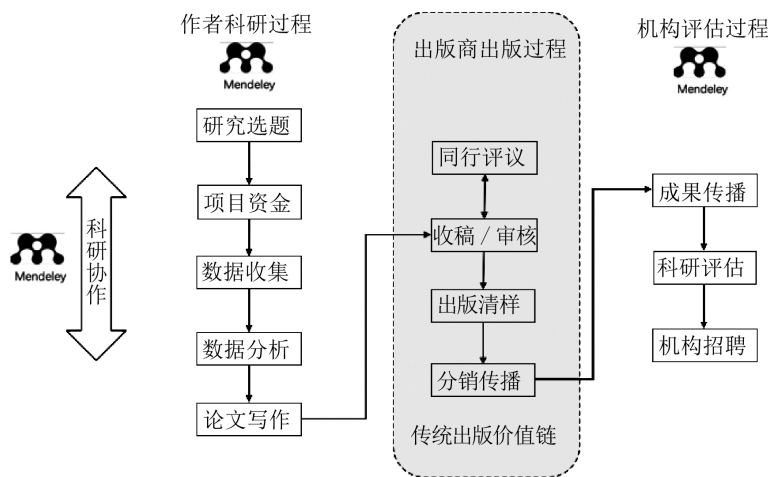 作者科研过程
Mendeley
研究选题
项目资金
数据收集
数据分析
论文写作
Mendeley
科研协作
出版商出版过程
同行评议
收稿/审核
出版清样
分销传播
传统出版价值链
机构评估过程
Mendeley
成果传播
科研评估
机构招聘